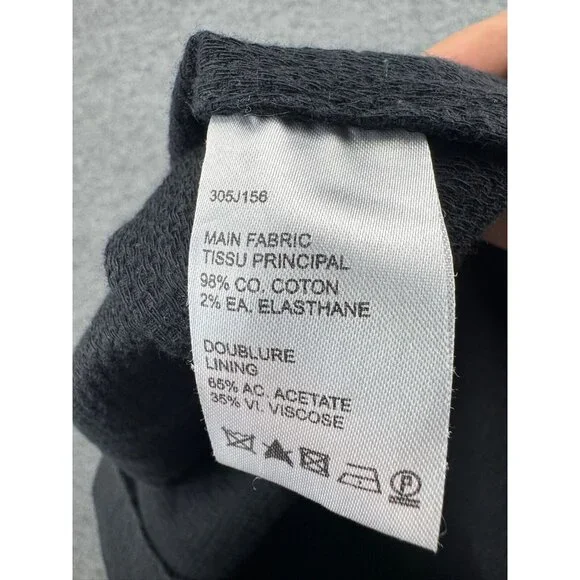 305J156
MAIN FABRIC
TISSU PRINCIPAL
98% CO. COTON
2% EA. ELASTHANE
DOUBLURE
LINING
65% AC. ACETATE
35% VI. VISCOSE
P